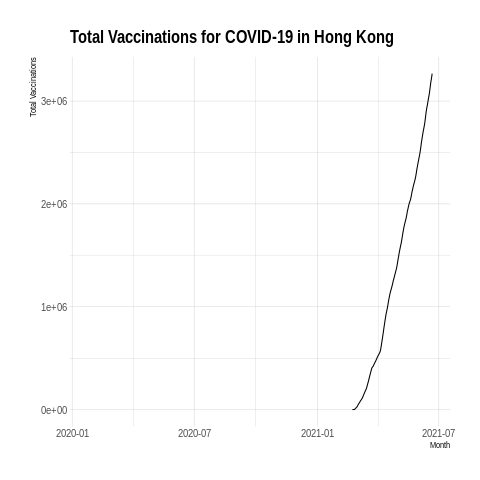 Total Vaccinations for COVID-19 in Hong Kong
Total Vaccinations
3e+06
2e+06
1e+06
0e+00
2020-01 2020-07 2021-01 2021-07
Month